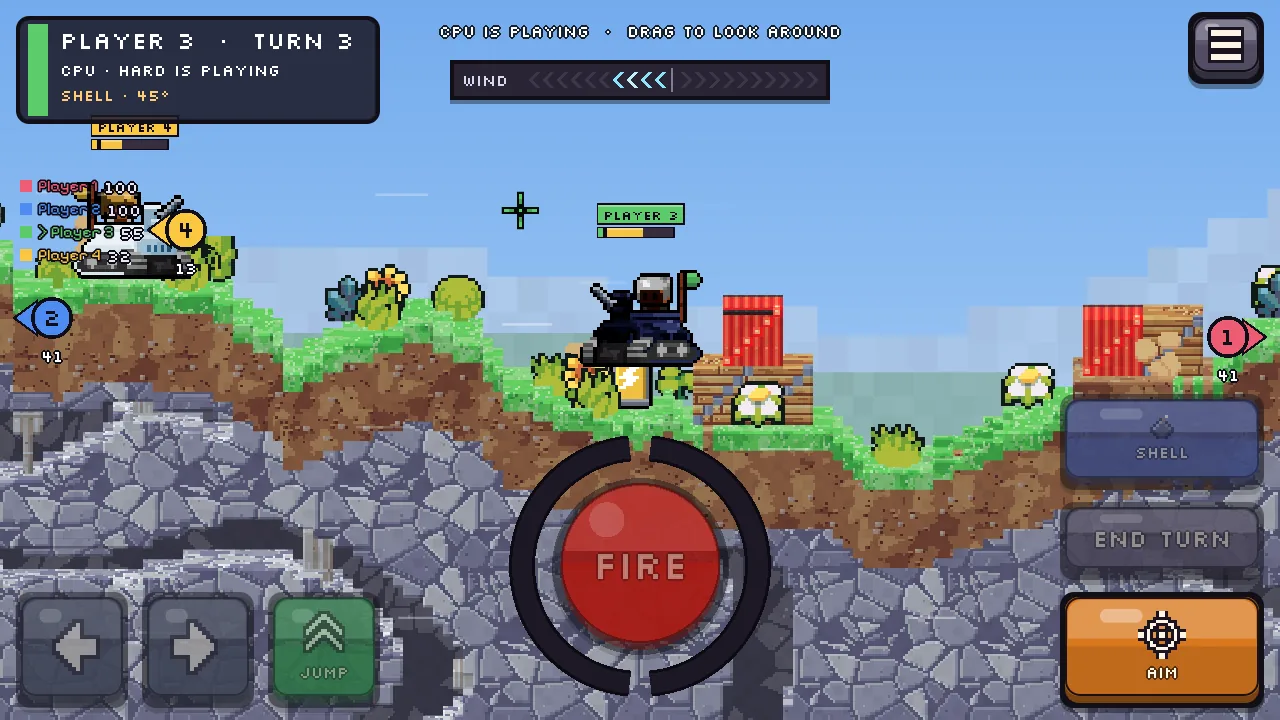 PLAYER 3 · TURN 3
CPU · HARD IS PLAYING
SHELL · 45°
CPU IS PLAYING · DRAG TO LOOK AROUND
WIND
PLAYER 4
Player 1 100
Player 2 100
>Player 3 55
Player 4 32
4
13
PLAYER 3
2
41
1
41
SHELL
END TURN
FIRE
JUMP
AIM